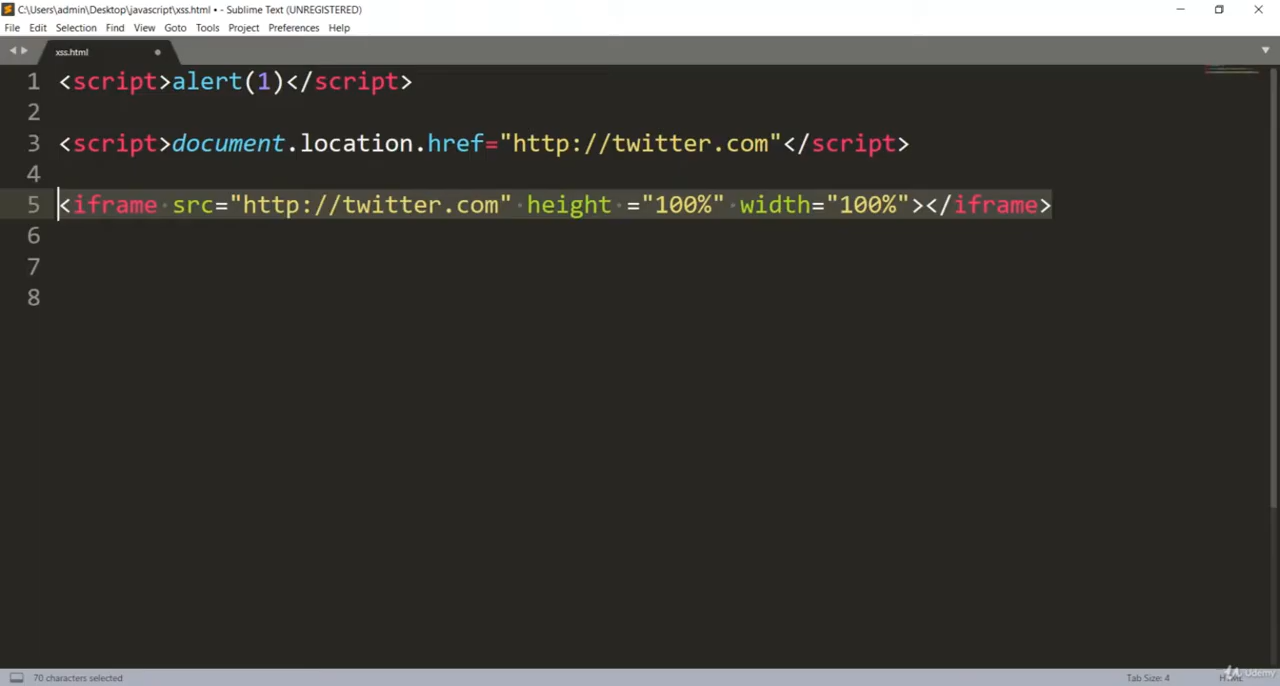 C:\Users\admin\Desktop\javascript\xss.html • - Sublime Text (UNREGISTERED)
File Edit Selection Find View Goto Tools Project Preferences Help
xss.html
1 <script>alert(1)</script>
2
3 <script>document.location.href="http://twitter.com"</script>
4
5 <iframe src="http://twitter.com" height ="100%" width="100%"></iframe>
6
7
8
70 characters selected
Tab Size: 4
Udemy